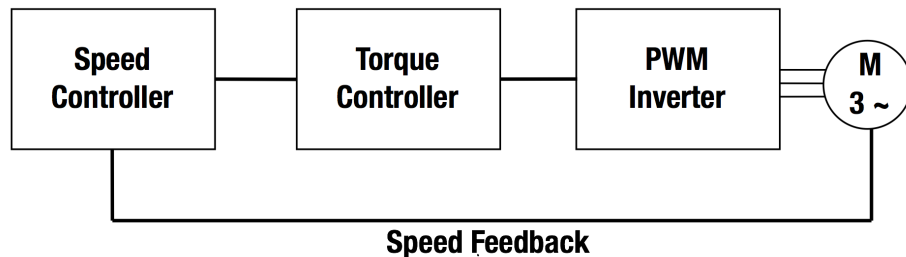 Speed
Controller
Torque
Controller
PWM
Inverter
M
3 ~
Speed Feedback